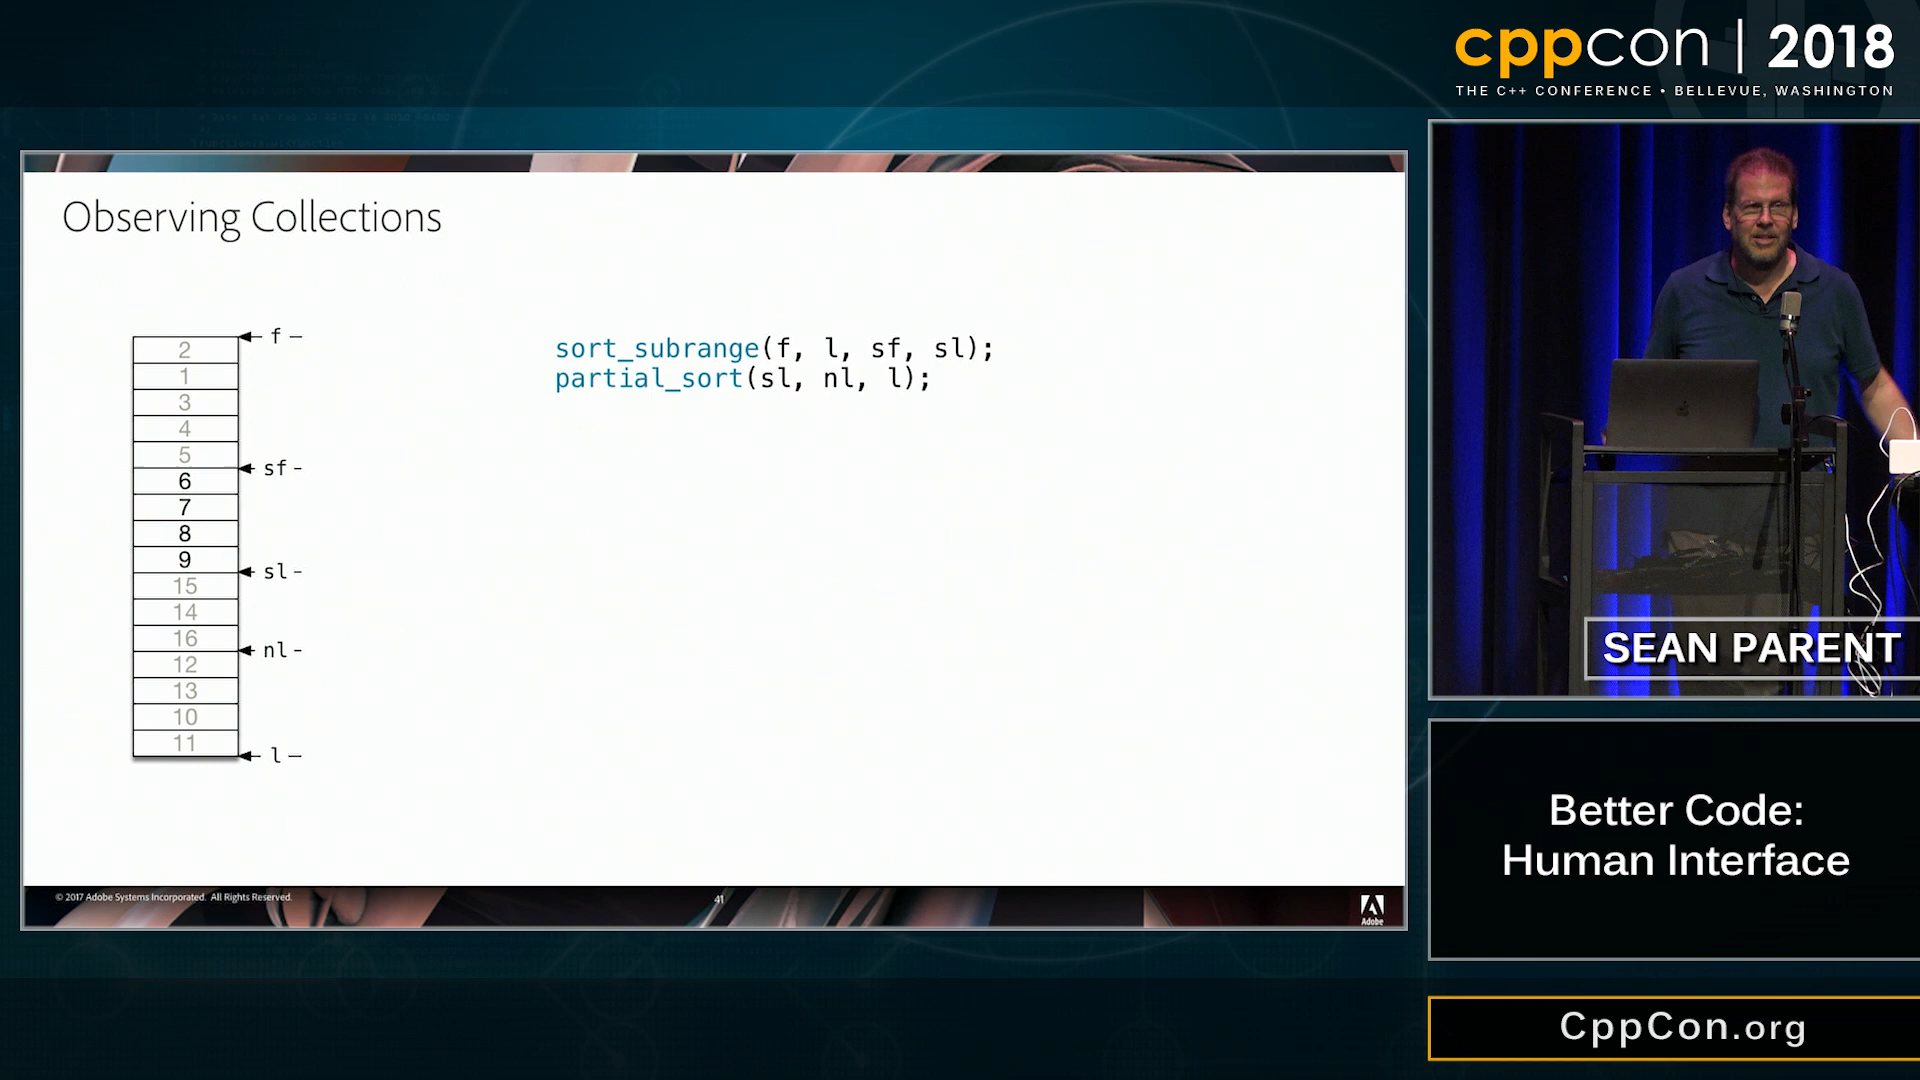 cppcon | 2018
THE C++ CONFERENCE • BELLEVUE, WASHINGTON
Observing Collections
f
2
1
3
4
5
sf
6
7
8
9
sl
15
14
16
nl
12
13
10
11
l
sort_subrange(f, l, sf, sl);
partial_sort(sl, nl, l);
© 2017 Adobe Systems Incorporated. All Rights Reserved.
41
Adobe
SEAN PARENT
Better Code:
Human Interface
CppCon.org